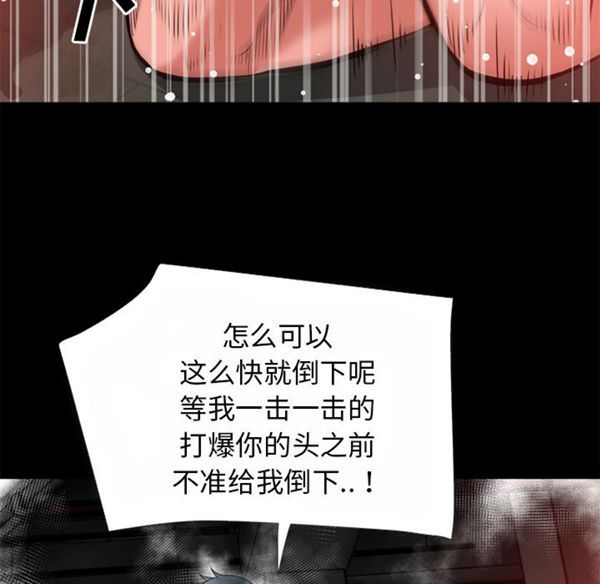 怎么可以
这么快就倒下呢
等我一击一击的
打爆你的头之前
不准给我倒下..！